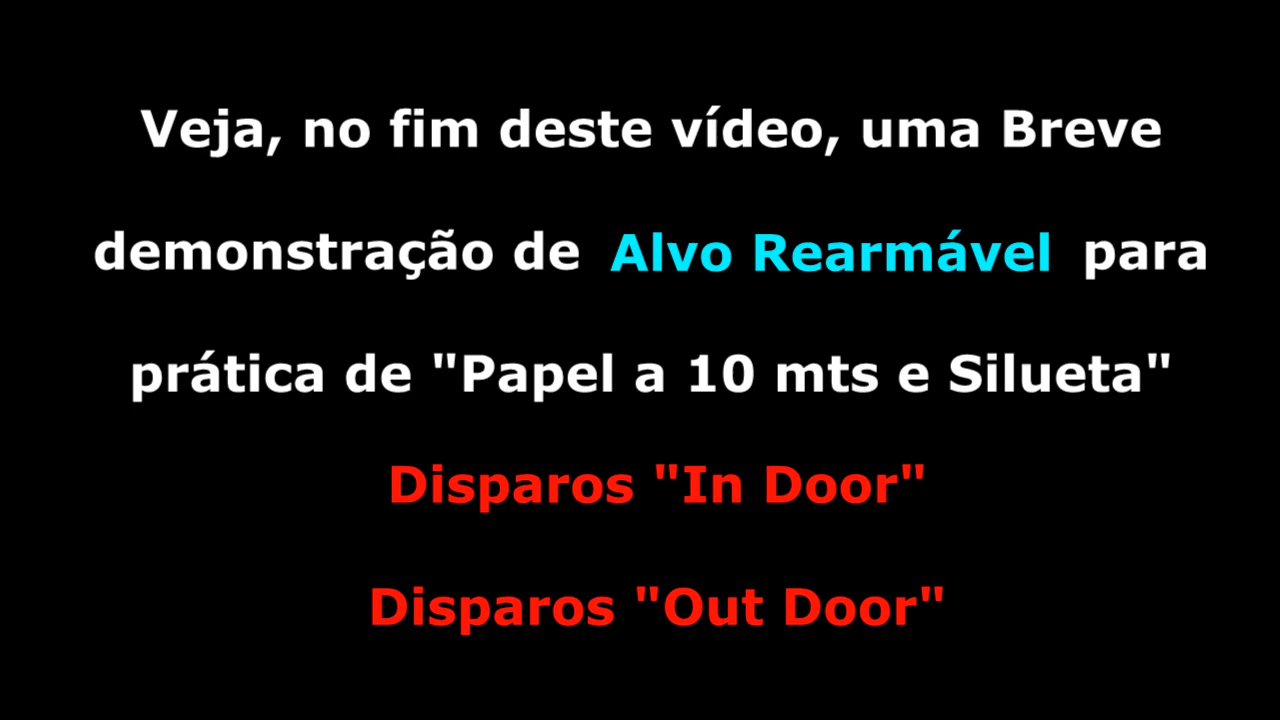 Veja, no fim deste vídeo, uma Breve
demonstração de Alvo Rearmável para
prática de "Papel a 10 mts e Silueta"
Disparos "In Door"
Disparos "Out Door"